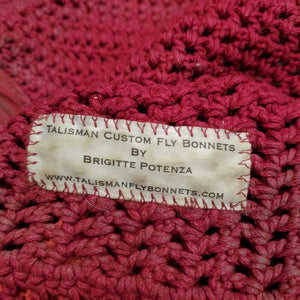 Talisman Custom Fly Bonnets
By
Brigitte Potenza
www.talismanflybonnets.com